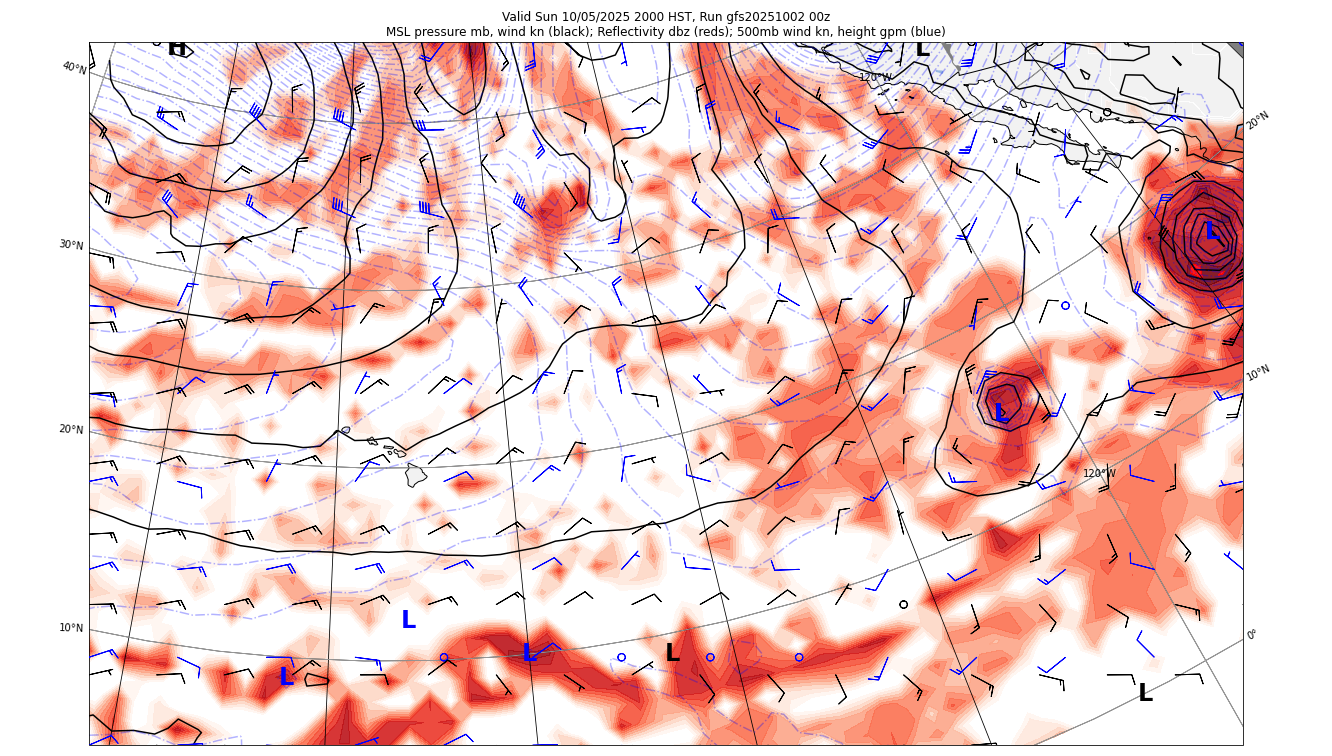 Valid Sun 10/05/2025 2000 HST, Run gfs20251002 00z
MSL pressure mb, wind kn (black); Reflectivity dbz (reds); 500mb wind kn, height gpm (blue)
H
L
40°N
120°W
20°N
L
30°N
10°N
L
20°N
120°W
L
10°N
0°
L
L
L
L